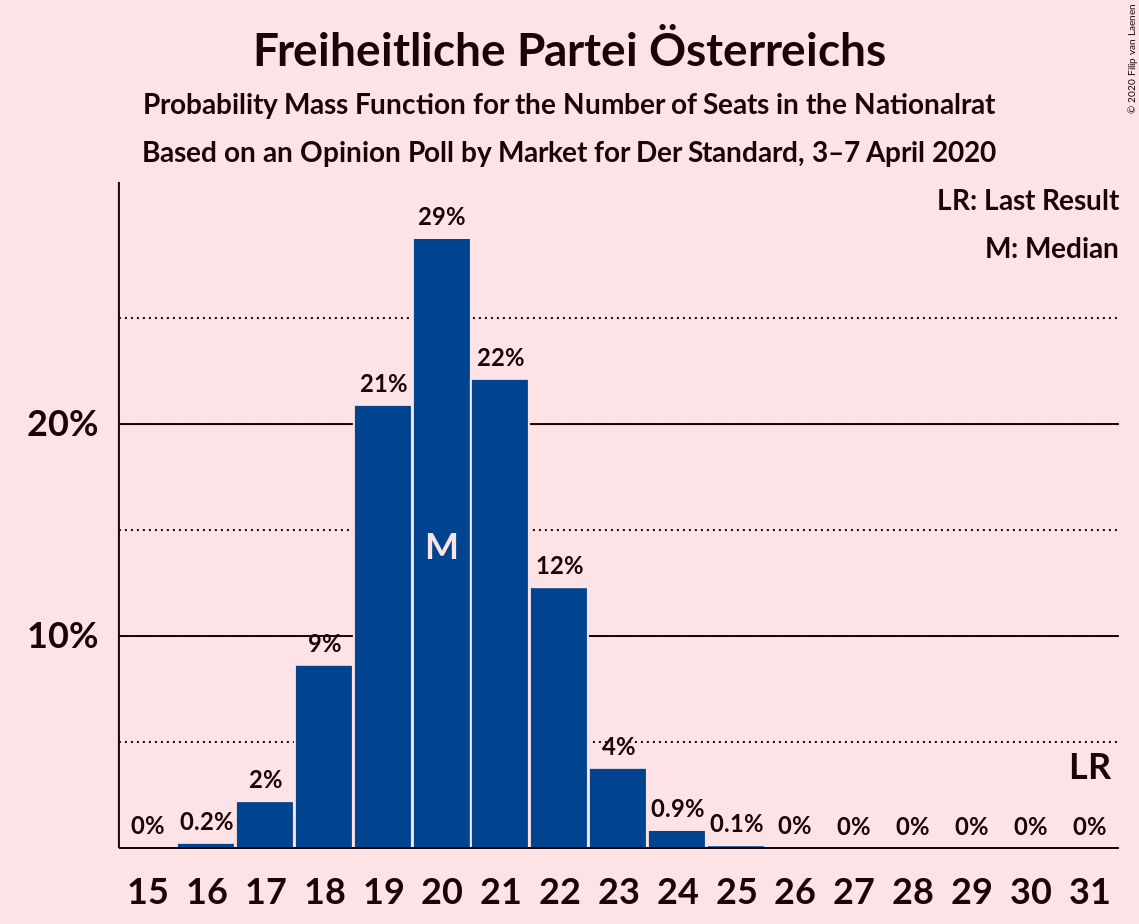 Freiheitliche Partei Österreichs
Probability Mass Function for the Number of Seats in the Nationalrat
Based on an Opinion Poll by Market for Der Standard, 3–7 April 2020
© 2020 Filip van Laenen
LR: Last Result
M: Median
29%
22%
21%
20%
M
12%
10%
9%
4%
LR
2%
0%
0.2%
0.9%
0.1%
0%
0%
0%
0%
0%
0%
15 16 17 18 19 20 21 22 23 24 25 26 27 28 29 30 31